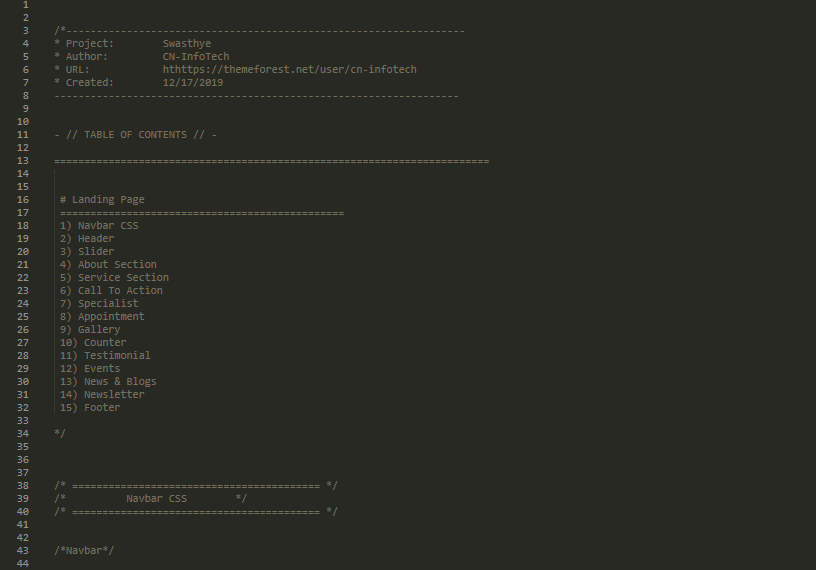 1
2
3 /*------------------------------------------------------------------
4 * Project: Swasthye
5 * Author: CN-InfoTech
6 * URL: hthttps://themeforest.net/user/cn-infotech
7 * Created: 12/17/2019
8 -------------------------------------------------------------------
9
10
11 - // TABLE OF CONTENTS // -
12
13 ========================================================================
14
15
16 # Landing Page
17 ===============================================
18 1) Navbar CSS
19 2) Header
20 3) Slider
21 4) About Section
22 5) Service Section
23 6) Call To Action
24 7) Specialist
25 8) Appointment
26 9) Gallery
27 10) Counter
28 11) Testimonial
29 12) Events
30 13) News & Blogs
31 14) Newsletter
32 15) Footer
33
34 */
35
36
37
38 /* ========================================= */
39 /* Navbar CSS */
40 /* ========================================= */
41
42
43 /*Navbar*/
44